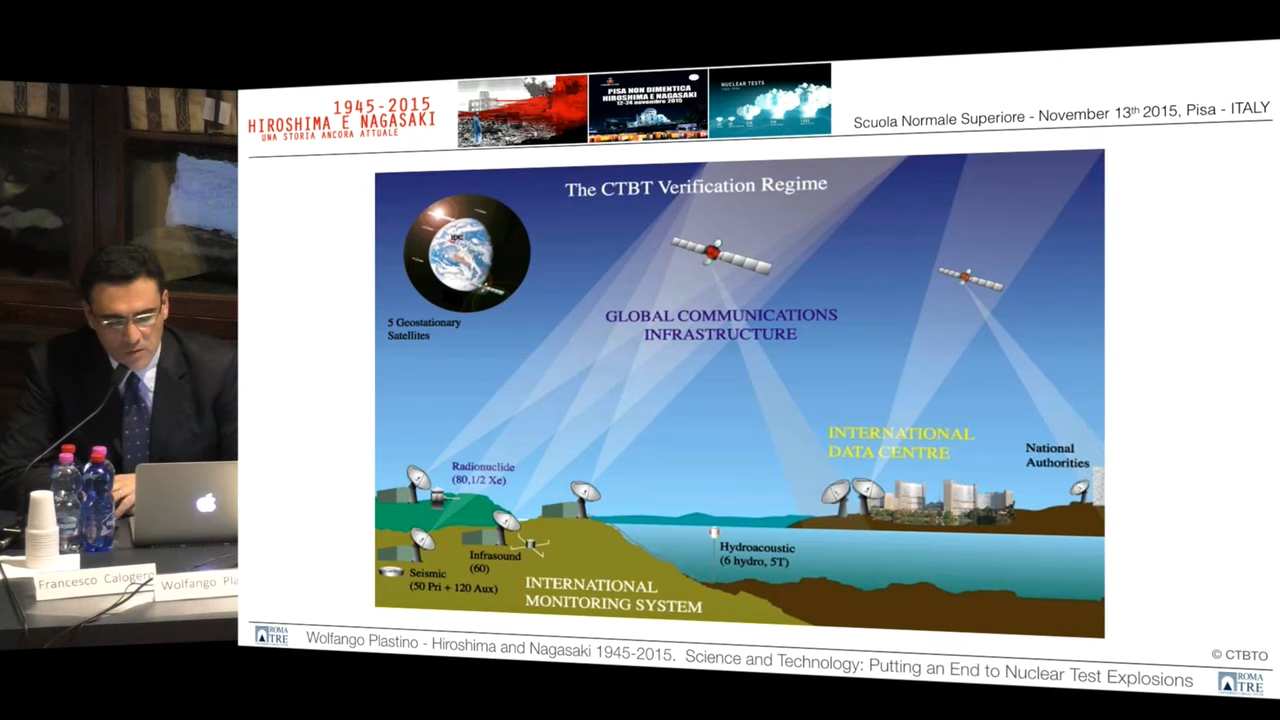 1945-2015
HIROSHIMA E NAGASAKI
UNA STORIA ANCORA ATTUALE
PISA NON DIMENTICA
HIROSHIMA E NAGASAKI
12-24 novembre 2015
NUCLEAR TESTS
Scuola Normale Superiore - November 13th 2015, Pisa - ITALY
The CTBT Verification Regime
IDC
5 Geostationary
Satellites
GLOBAL COMMUNICATIONS
INFRASTRUCTURE
INTERNATIONAL
DATA CENTRE
National
Authorities
Radionuclide
(80,1/2 Xe)
Infrasound
(60)
Seismic
(50 Pri + 120 Aux)
Hydroacoustic
(6 hydro, 5T)
INTERNATIONAL
MONITORING SYSTEM
Francesco Calogero
Wolfango Pla
© CTBTO
ROMA
TRE
Wolfango Plastino - Hiroshima and Nagasaki 1945-2015. Science and Technology: Putting an End to Nuclear Test Explosions
ROMA
TRE